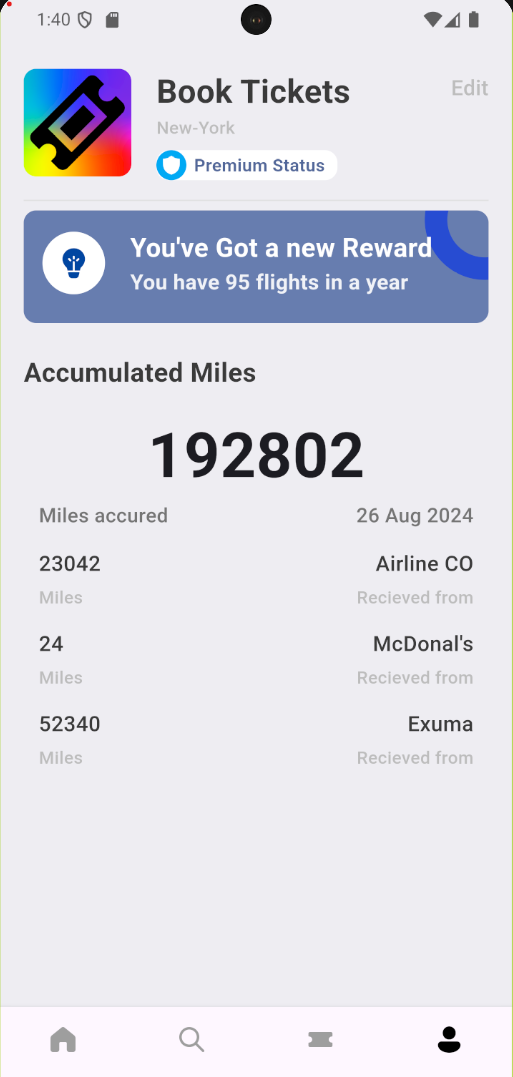 1:40
Book Tickets
Edit
New-York
Premium Status
You've Got a new Reward
You have 95 flights in a year
Accumulated Miles
192802
Miles accured 26 Aug 2024
23042 Airline CO
Miles Recieved from
24 McDonal's
Miles Recieved from
52340 Exuma
Miles Recieved from